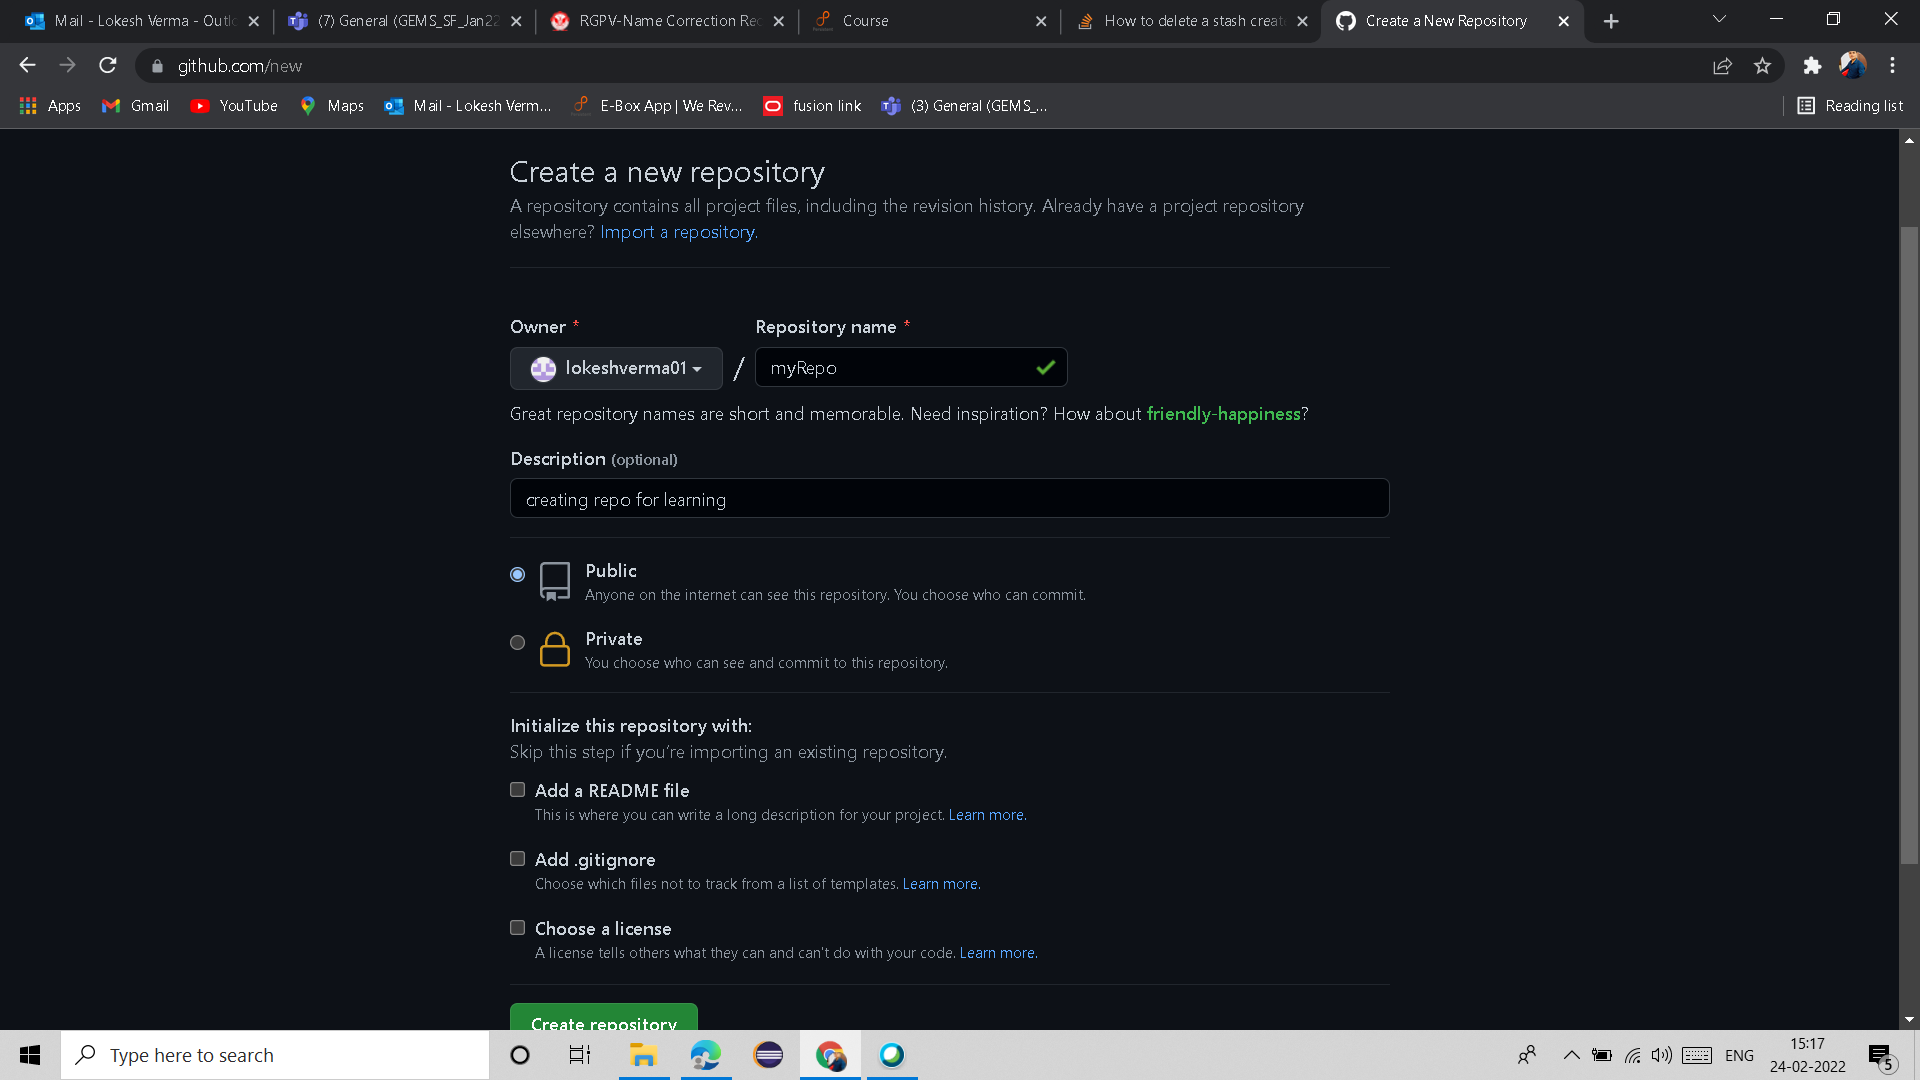 Mail - Lokesh Verma - Outlo
(7) General (GEMS_SF_Jan22
RGPV-Name Correction Rec
Course
How to delete a stash create
Create a New Repository
github.com/new
Apps
Gmail
YouTube
Maps
Mail - Lokesh Verm...
E-Box App | We Rev...
fusion link
(3) General (GEMS_...
Reading list
Create a new repository
A repository contains all project files, including the revision history. Already have a project repository
elsewhere? Import a repository.
Owner * Repository name *
lokeshverma01 / myRepo
Great repository names are short and memorable. Need inspiration? How about friendly-happiness?
Description (optional)
creating repo for learning
Public
Anyone on the internet can see this repository. You choose who can commit.
Private
You choose who can see and commit to this repository.
Initialize this repository with:
Skip this step if you’re importing an existing repository.
Add a README file
This is where you can write a long description for your project. Learn more.
Add .gitignore
Choose which files not to track from a list of templates. Learn more.
Choose a license
A license tells others what they can and can't do with your code. Learn more.
Create repository
Type here to search
ENG
15:17
24-02-2022
5